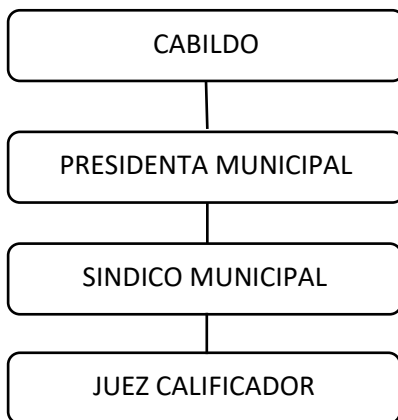 CABILDO
PRESIDENTA MUNICIPAL
SINDICO MUNICIPAL
JUEZ CALIFICADOR